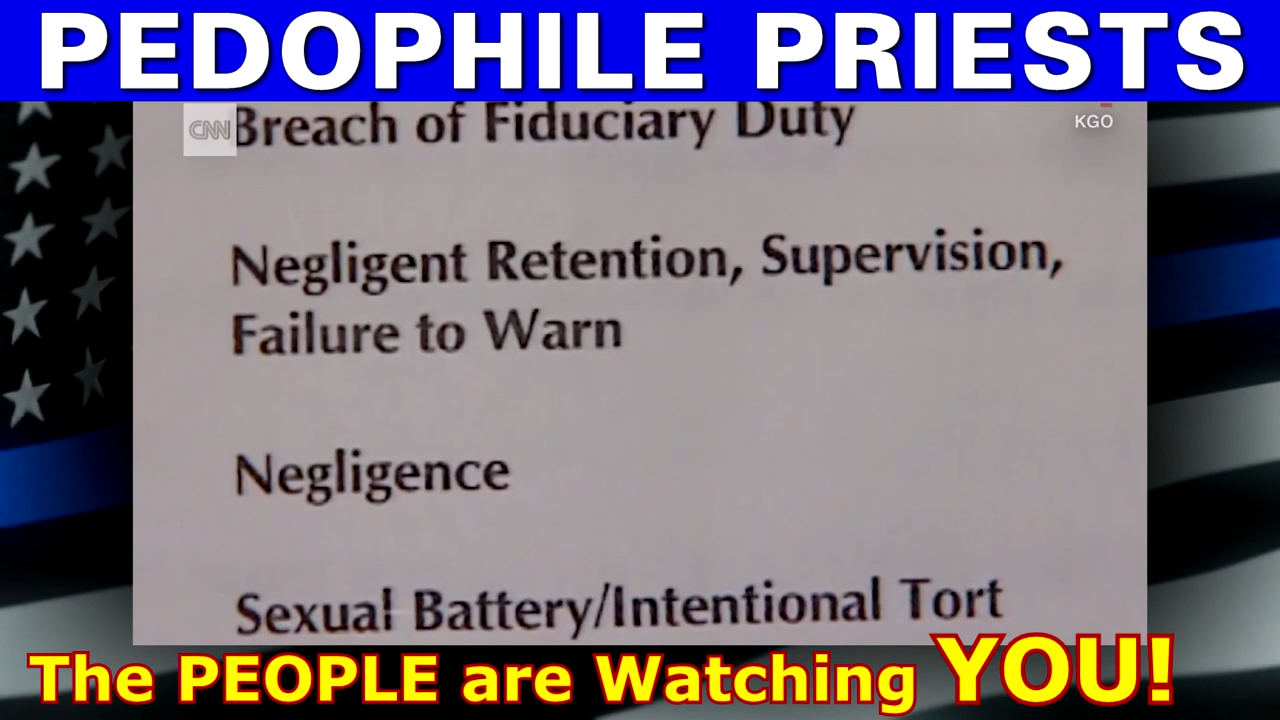 PEDOPHILE PRIESTS
CNN
Breach of Fiduciary Duty
KGO
Negligent Retention, Supervision,
Failure to Warn
Negligence
Sexual Battery/Intentional Tort
The PEOPLE are Watching YOU!